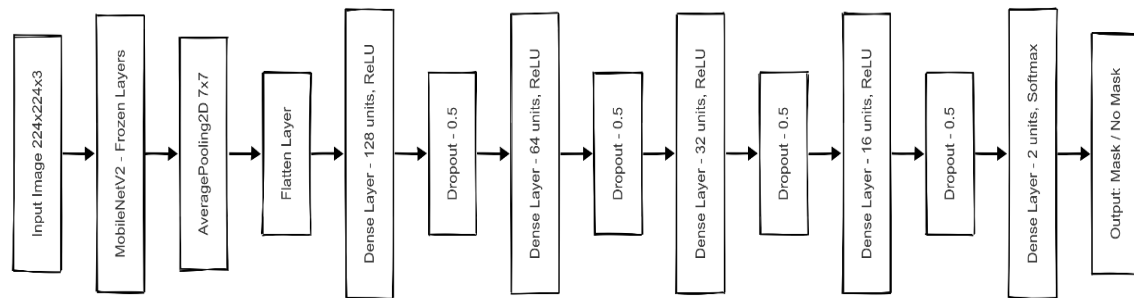 Input Image 224x224x3
MobileNetV2 - Frozen Layers
AveragePooling2D 7x7
Flatten Layer
Dense Layer - 128 units, ReLU
Dropout - 0.5
Dense Layer - 64 units, ReLU
Dropout - 0.5
Dense Layer - 32 units, ReLU
Dropout - 0.5
Dense Layer - 16 units, ReLU
Dropout - 0.5
Dense Layer - 2 units, Softmax
Output: Mask / No Mask